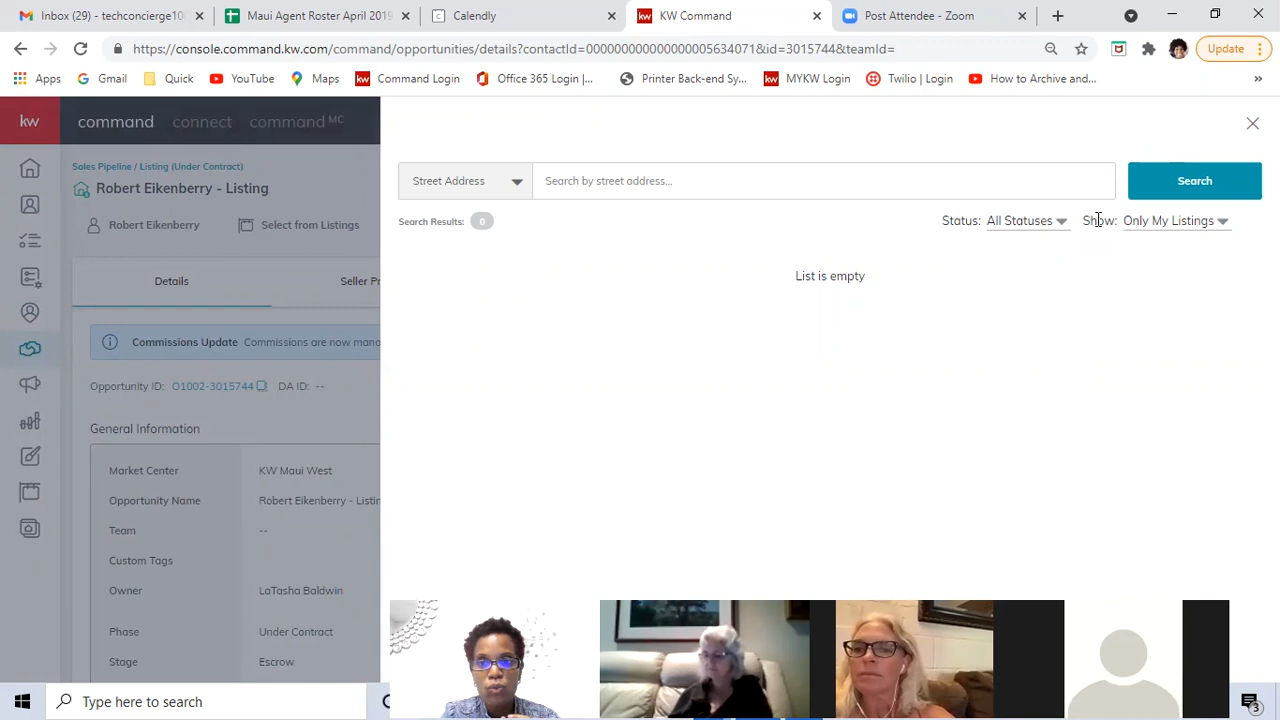 Inbox (29) - techconcierge10
Maui Agent Roster April 2019
Calendly
KW Command
Post Attendee - Zoom
https://console.command.kw.com/command/opportunities/details?contactId=00000000000000005634071&id=3015744&teamId=
Update
Apps
Gmail
Quick
YouTube
Maps
Command Login
Office 365 Login |...
Printer Back-end Sy...
MYKW Login
Twilio | Login
How to Archive and...
»
kw
command
connect
command MC
Sales Pipeline / Listing (Under Contract)
Robert Eikenberry - Listing
Robert Eikenberry
Select from Listings
Details
Seller Pr
Commissions Update Commissions are now mana
Opportunity ID: O1002-3015744 DA ID: --
General Information
Market Center KW Maui West
Opportunity Name Robert Eikenberry - Listin
Team --
Custom Tags
Owner LaTasha Baldwin
Phase Under Contract
Stage Escrow
Street Address
Search by street address...
Search
Search Results: 0
Status: All Statuses
Show: Only My Listings
List is empty
Type here to search
3